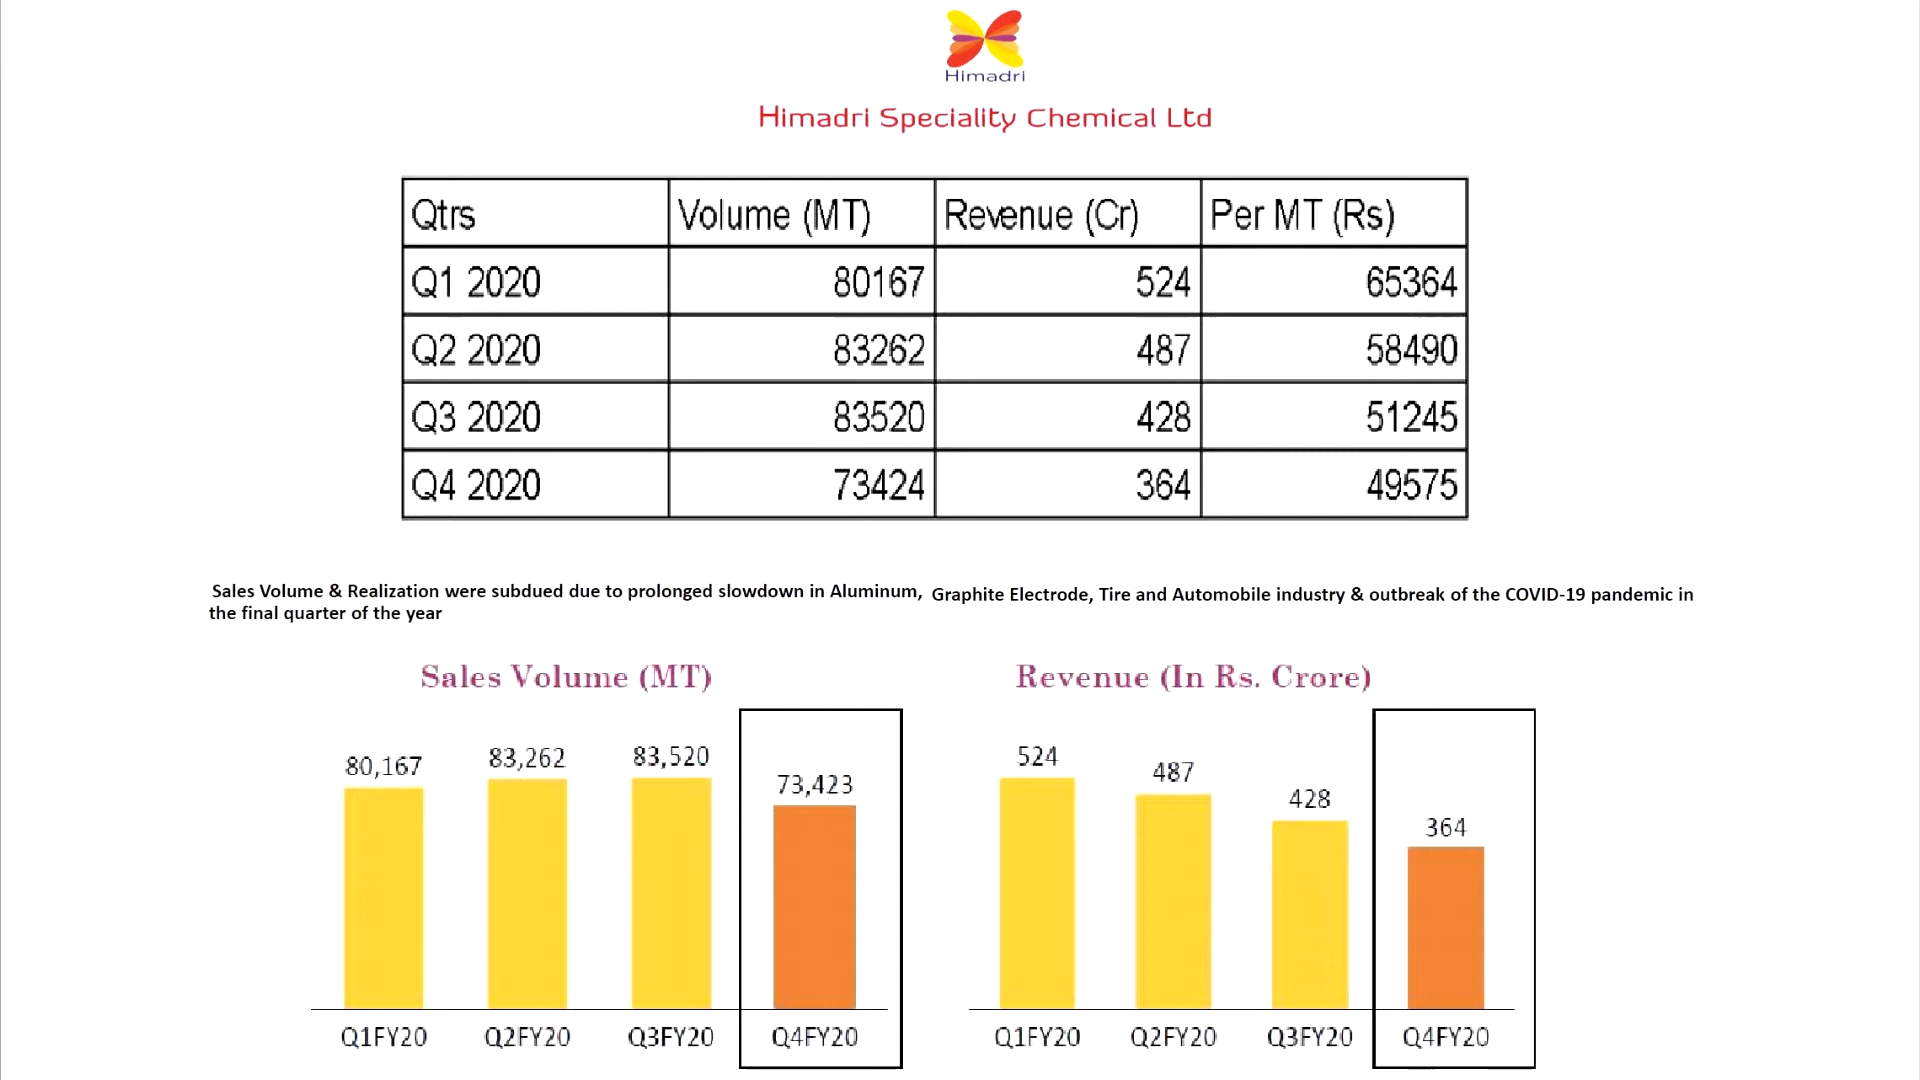 Himadri
Himadri Speciality Chemical Ltd
Qtrs Volume (MT) Revenue (Cr) Per MT (Rs)
Q1 2020 80167 524 65364
Q2 2020 83262 487 58490
Q3 2020 83520 428 51245
Q4 2020 73424 364 49575
Sales Volume & Realization were subdued due to prolonged slowdown in Aluminum, Graphite Electrode, Tire and Automobile industry & outbreak of the COVID-19 pandemic in
the final quarter of the year
Sales Volume (MT)
80,167 83,262 83,520 73,423
Q1FY20 Q2FY20 Q3FY20 Q4FY20
Revenue (In Rs. Crore)
524 487 428 364
Q1FY20 Q2FY20 Q3FY20 Q4FY20